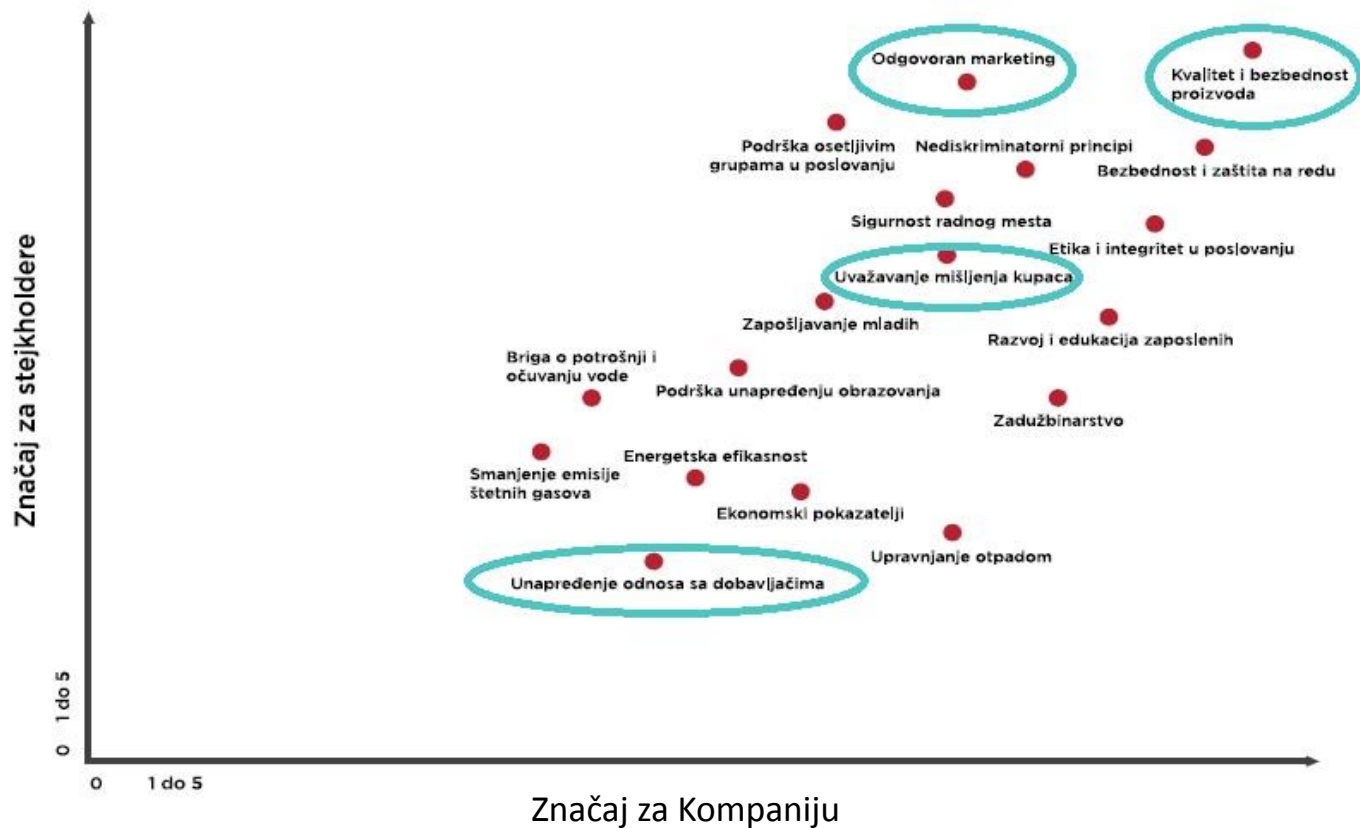 Odgovoran marketing
Kvalitet i bezbednost
proizvoda
Podrška osetljivim
grupama u poslovanju
Nediskriminatorni principi
Bezbednost i zaštita na redu
Sigurnost radnog mesta
Etika i integritet u poslovanju
Uvažavanje mišljenja kupaca
Zapošljavanje mladih
Razvoj i edukacija zaposlenih
Briga o potrošnji i
očuvanju vode
Podrška unapređenju obrazovanja
Zadužbinarstvo
Smanjenje emisije
štetnih gasova
Energetska efikasnost
Ekonomski pokazatelji
Upravnjanje otpadom
Unapređenje odnosa sa dobavljačima
Značaj za stejkholdere
0 1 do 5
0 1 do 5
Značaj za Kompaniju